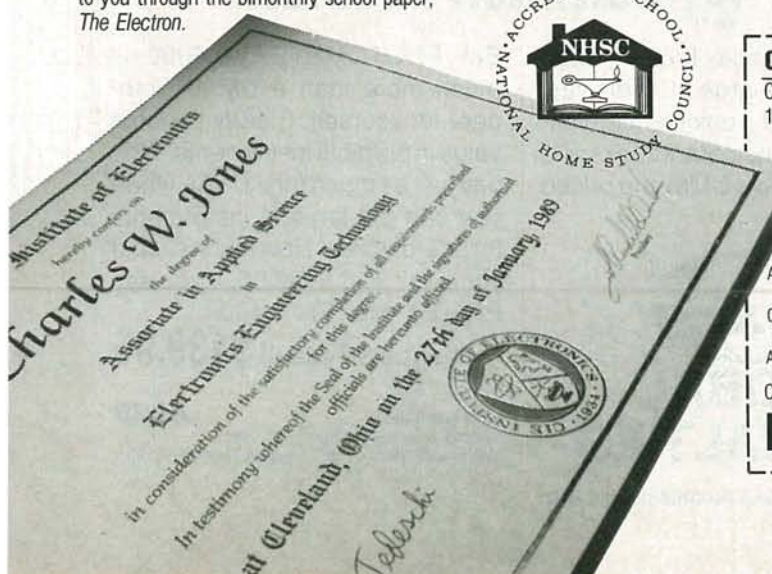 to you through the bimonthly school paper,
The Electron.
NHSC
NATIONAL HOME STUDY COUNCIL
Institute of Electronics
hereby confers on
Charles W. Jones
the degree of
Associate in Applied Science
in
Electronics Engineering Technology
in consideration of the satisfactory completion of all requirements prescribed
for this degree.
In testimony whereof the Seal of the Institute and the signatures of authorized
officials are hereunto affixed.
at Cleveland, Ohio on the 27th day of January, 1989
Tedeschi
CIE INSTITUTE OF ELECTRONICS · 1934